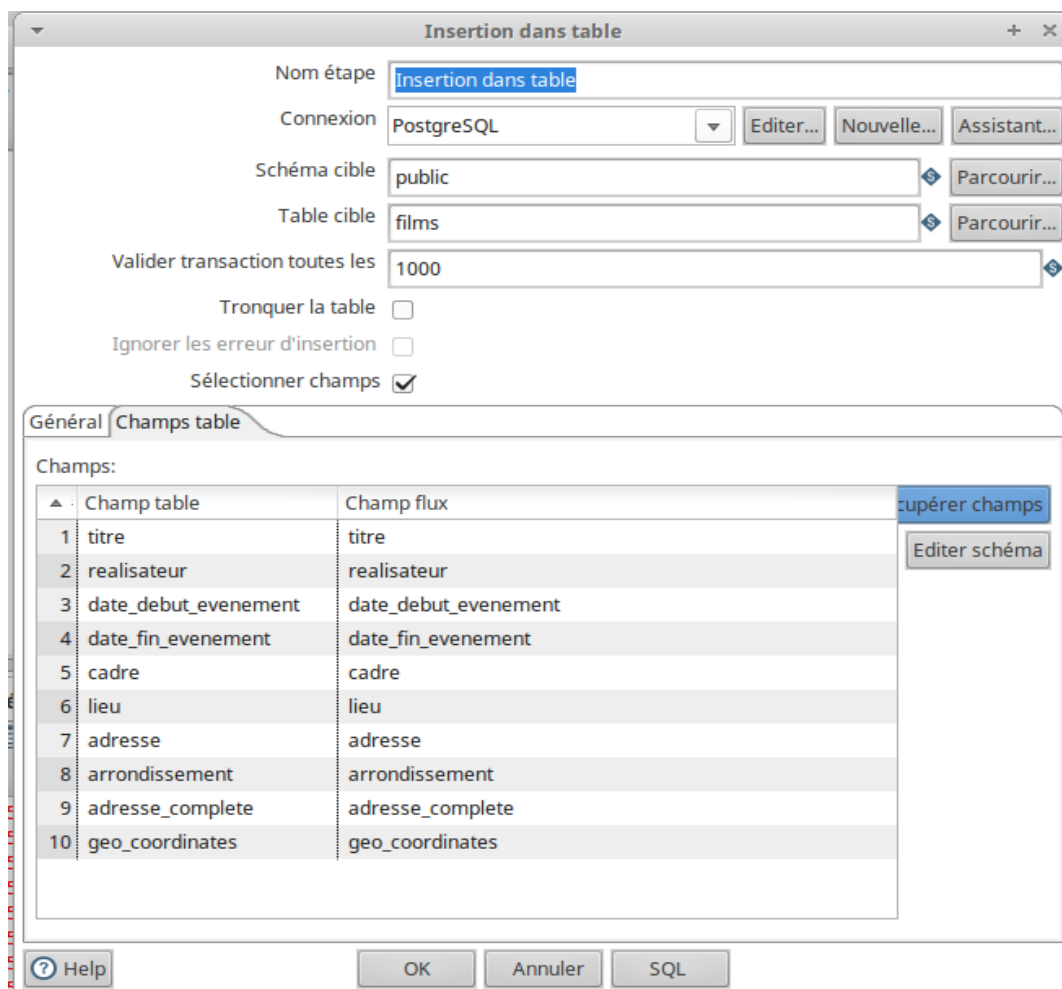 Insertion dans table
Nom étape Insertion dans table
Connexion PostgreSQL Editer... Nouvelle... Assistant...
Schéma cible public Parcourir...
Table cible films Parcourir...
Valider transaction toutes les 1000
Tronquer la table
Ignorer les erreur d'insertion
Sélectionner champs
Général Champs table
Champs:
Champ table Champ flux cupérer champs
1 titre titre Editer schéma
2 realisateur realisateur
3 date_debut_evenement date_debut_evenement
4 date_fin_evenement date_fin_evenement
5 cadre cadre
6 lieu lieu
7 adresse adresse
8 arrondissement arrondissement
9 adresse_complete adresse_complete
10 geo_coordinates geo_coordinates
Help OK Annuler SQL